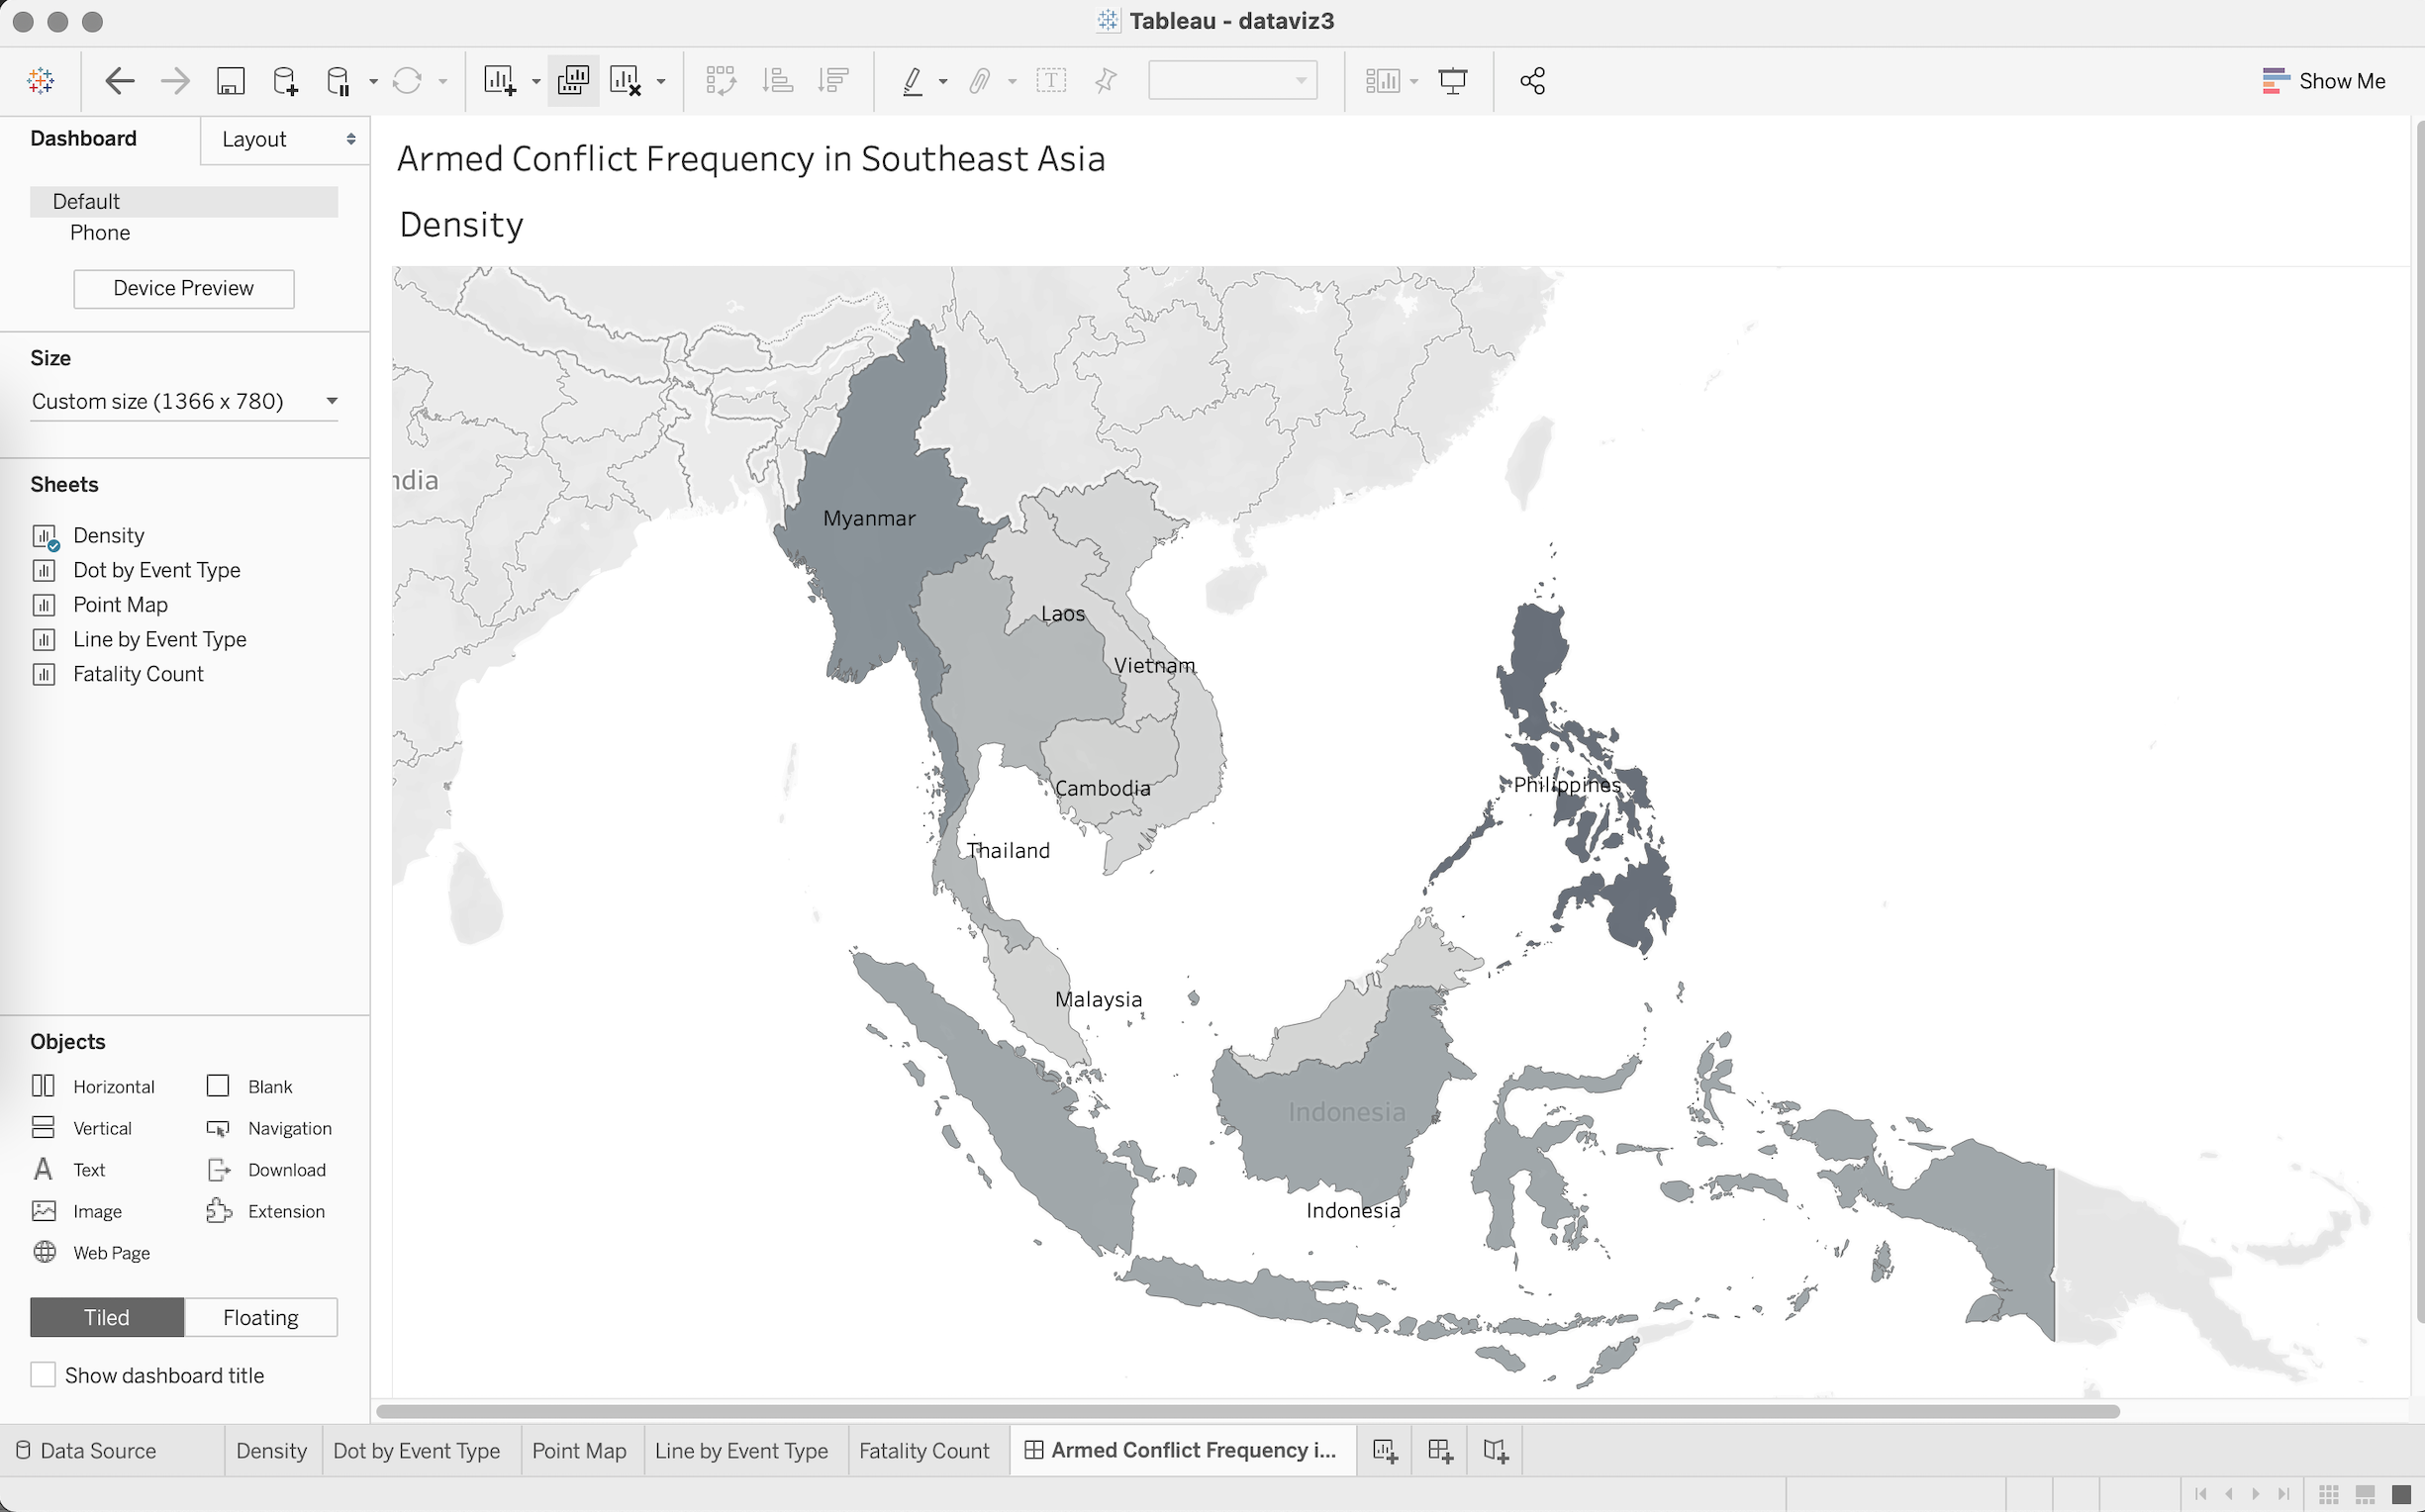 Tableau - dataviz3
Show Me
Dashboard
Layout
Default
Phone
Device Preview
Size
Custom size (1366 x 780)
Sheets
Density
Dot by Event Type
Point Map
Line by Event Type
Fatality Count
Objects
Horizontal
Blank
Vertical
Navigation
Text
Download
Image
Extension
Web Page
Tiled
Floating
Show dashboard title
Armed Conflict Frequency in Southeast Asia
Density
ndia
Myanmar
Laos
Vietnam
Philippines
Cambodia
Thailand
Malaysia
Indonesia
Indonesia
Data Source
Density
Dot by Event Type
Point Map
Line by Event Type
Fatality Count
Armed Conflict Frequency i...